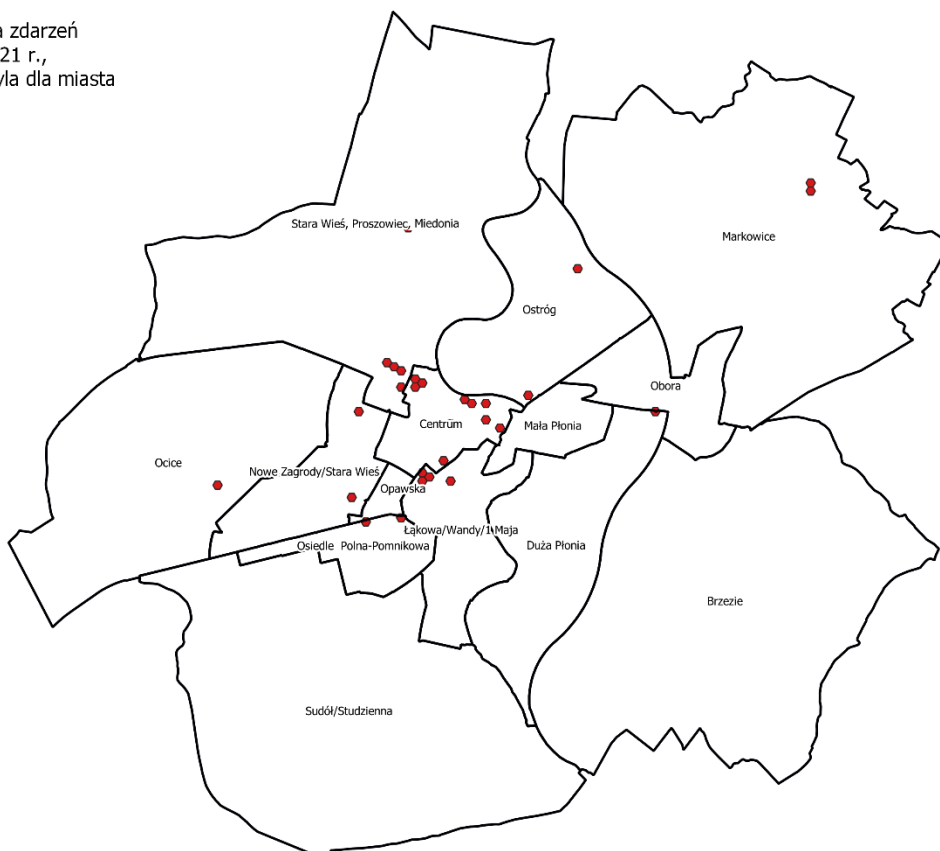 zdarzeń
21 r.,
dla miasta
Stara Wieś, Proszowiec, Miedonia
Markowice
Ostróg
Obora
Centrum
Mała Płonia
Ocice
Nowe Zagrody/Stara Wieś
Opawska
Łąkowa/Wandy/1 Maja
Osiedle Polna-Pomnikowa
Duża Płonia
Brzezie
Sudół/Studzienna